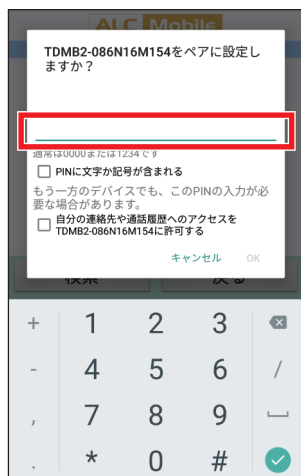 ALC Mobile
TDMB2-086N16M154をペアに設定し
ますか？
通常は0000または1234です
PINに文字か記号が含まれる
もう一方のデバイスでも、このPINの入力が必
要な場合があります。
自分の連絡先や通話履歴へのアクセスを
TDMB2-086N16M154に許可する
キャンセル OK
検索 戻る
+ 1 2 3
- 4 5 6 /
, 7 8 9
. * 0 #